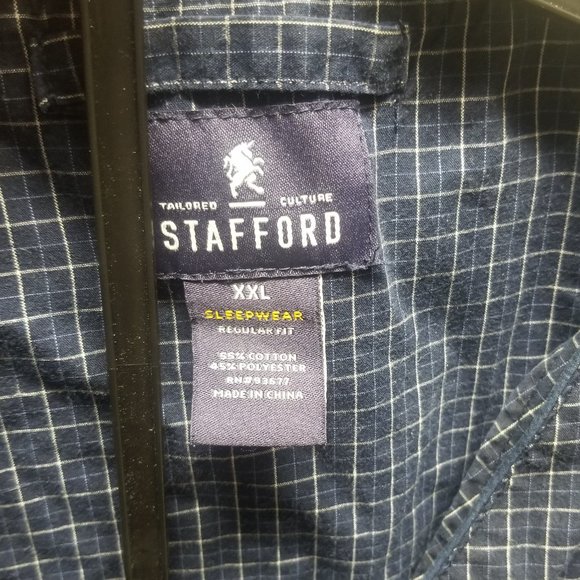 TAILORED CULTURE
STAFFORD
XXL
SLEEPWEAR
REGULAR FIT
55% COTTON
45% POLYESTER
RN#93677
MADE IN CHINA